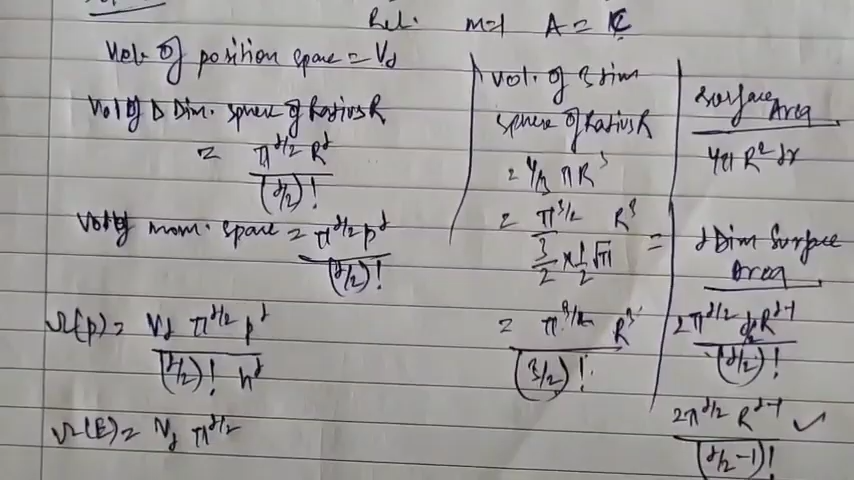 Rel. m=1 A = C
Vol. of position space = V_d
Vol of D Dim. sphere of Radius R
= π^{d/2} R^d / (d/2)!
Vol of mom. space = π^{d/2} p^d / (d/2)!
Ω(p) = V_d π^{d/2} p^d / (d/2)! h^d
Ω(E) = V_d π^{d/2}
Vol. of 3 dim
sphere of Radius R
= 4/3 π R^3
= π^{3/2} R^3 / 3/2 × 1/2 √π =
= π^{3/2} R^3 / (3/2)!
Surface Area
4π R^2 dr
d Dim Surface
Area
2π^{d/2} d/2 R^{d-1} / (d/2)!
2π^{d/2} R^{d-1} / (d/2-1)! ✓